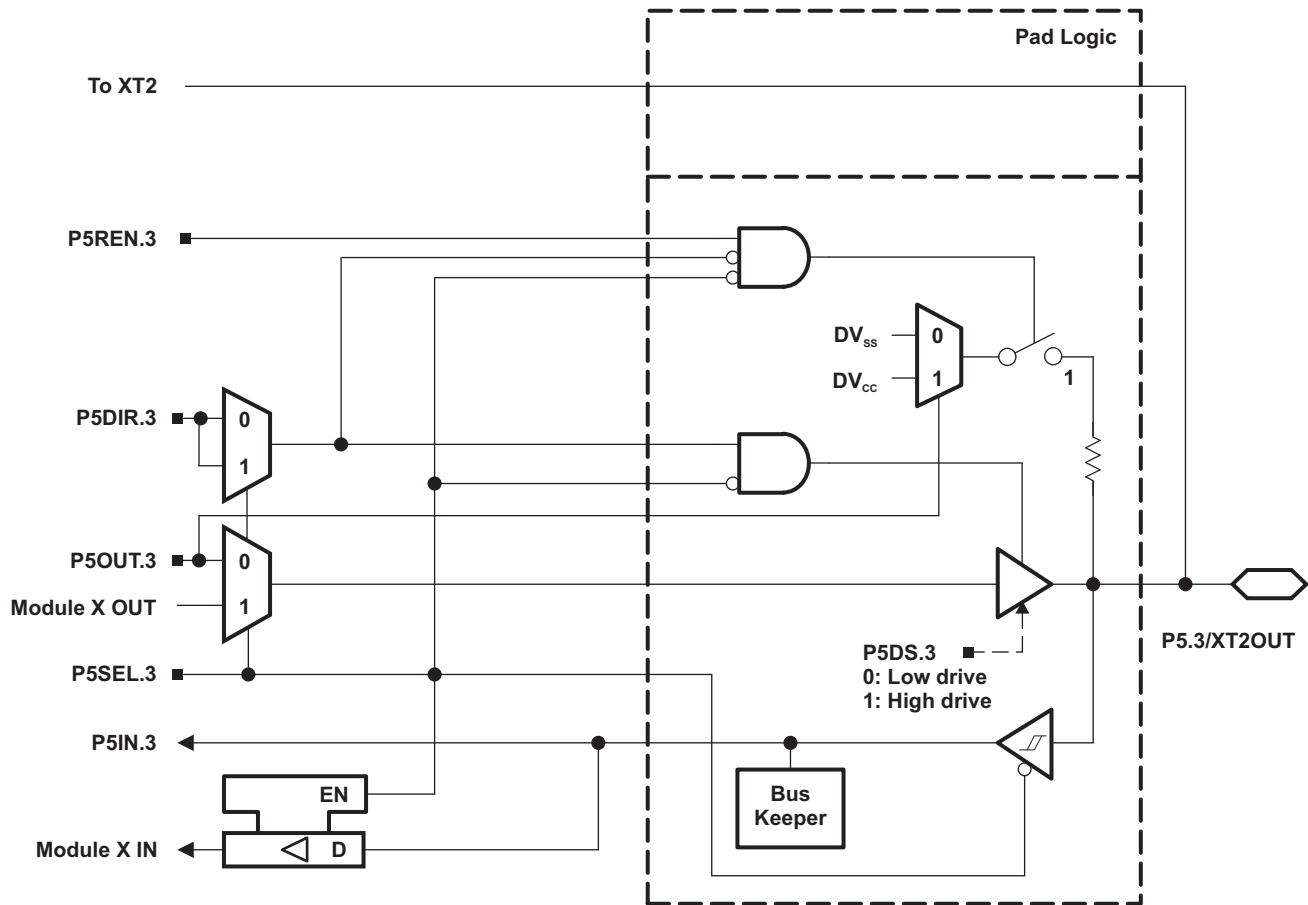 Pad Logic
To XT2
P5REN.3
DVSS
0
DVCC
1
1
P5DIR.3
0
1
P5OUT.3
0
Module X OUT
1
P5.3/XT2OUT
P5DS.3
0: Low drive
1: High drive
P5SEL.3
P5IN.3
EN
Bus
Keeper
Module X IN
D